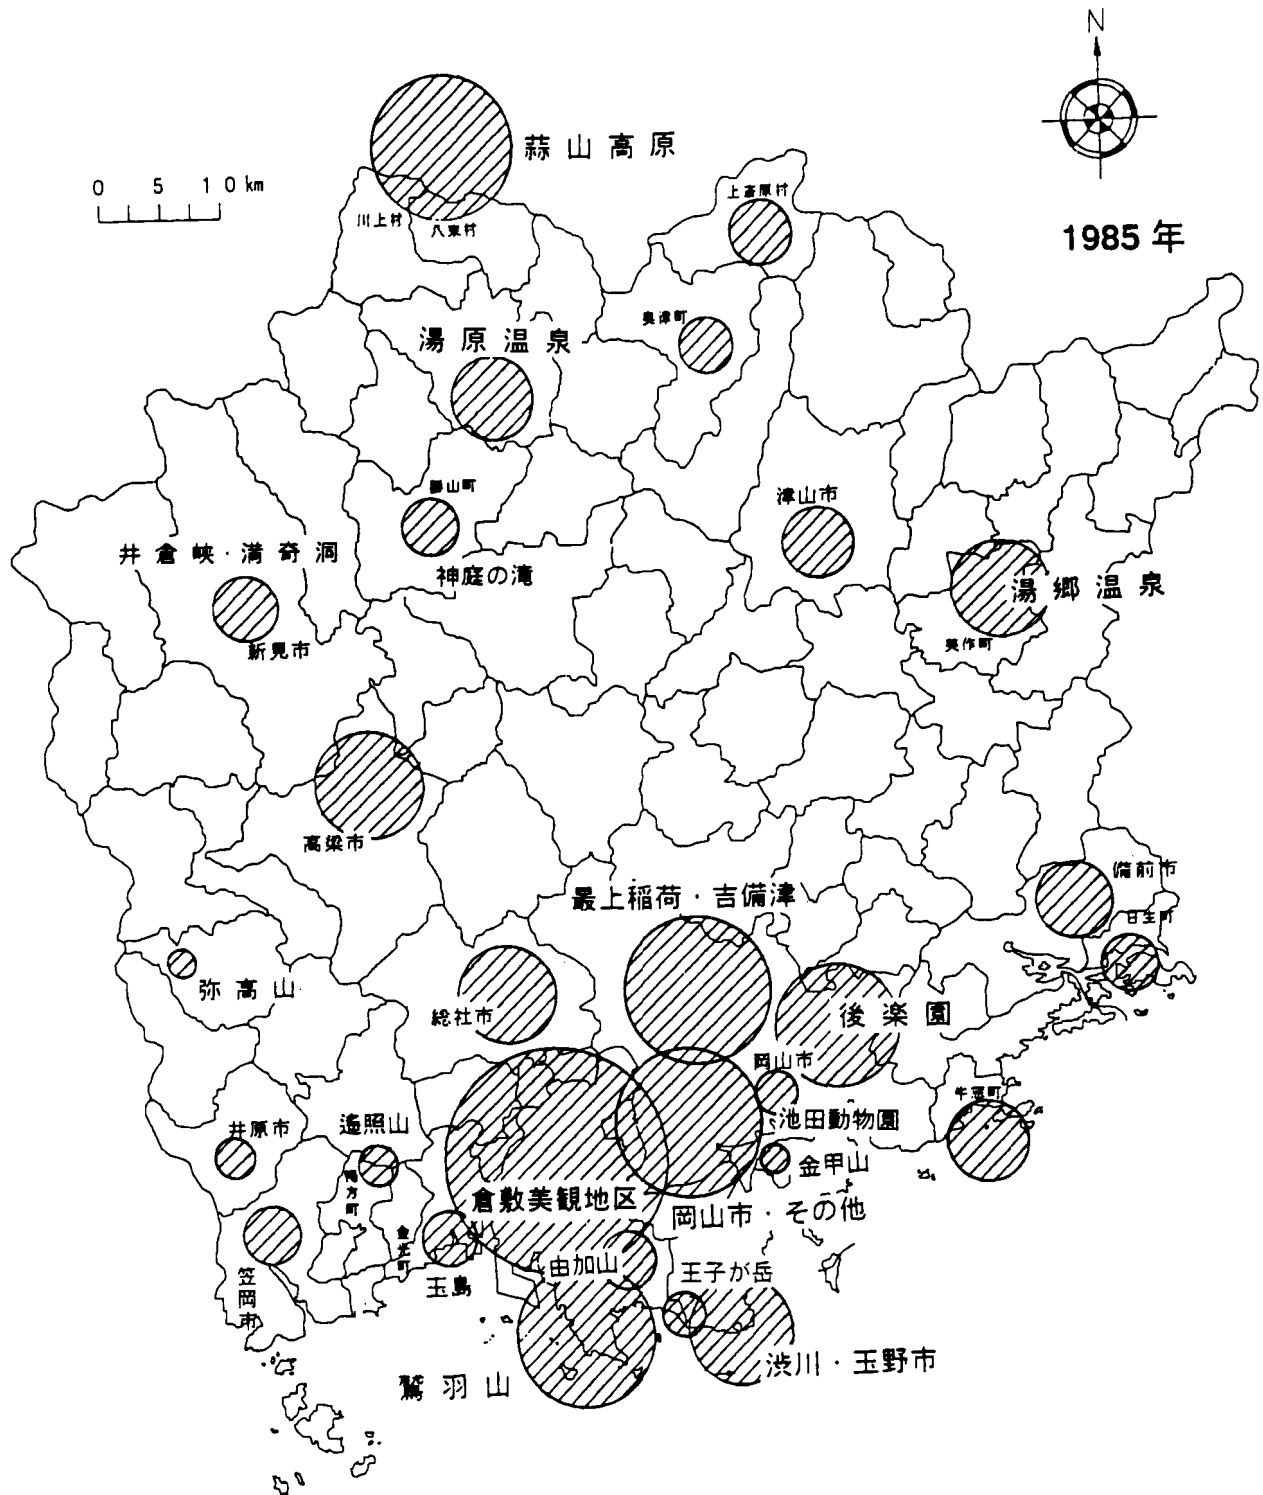 N
蒜山高原
0 5 10km
上斎原村
川上村
八束村
1985年
奥津町
湯原温泉
勝山町
津山市
井倉峡・満奇洞
神庭の滝
湯郷温泉
新見市
美作町
高梁市
備前市
最上稲荷・吉備津
日生町
弥高山
総社市
後楽園
岡山市
牛窓町
井原市
遙照山
池田動物園
金甲山
鴨方町
倉敷美観地区
岡山市・その他
金光町
由加山
王子が岳
玉島
笠岡市
渋川・玉野市
鷲羽山